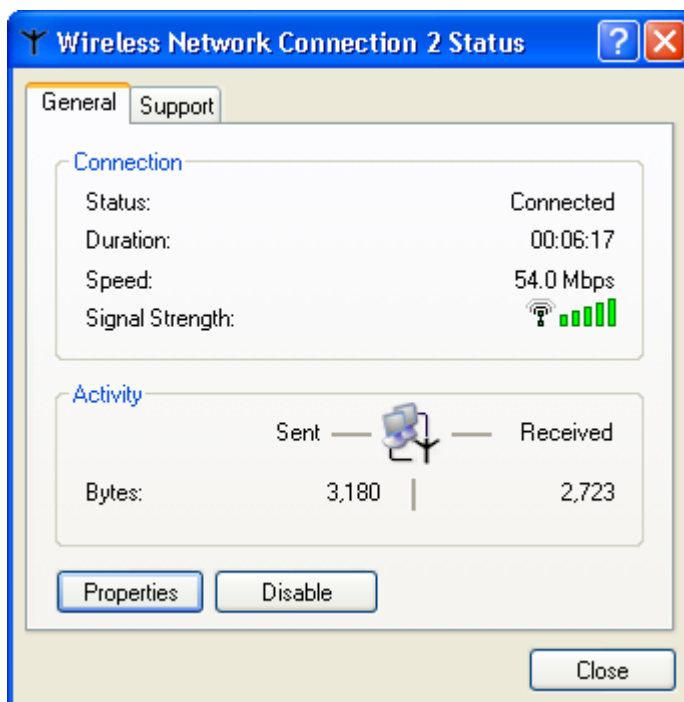 Wireless Network Connection 2 Status
General Support
Connection
Status: Connected
Duration: 00:06:17
Speed: 54.0 Mbps
Signal Strength:
Activity
Sent Received
Bytes: 3,180 2,723
Properties Disable
Close